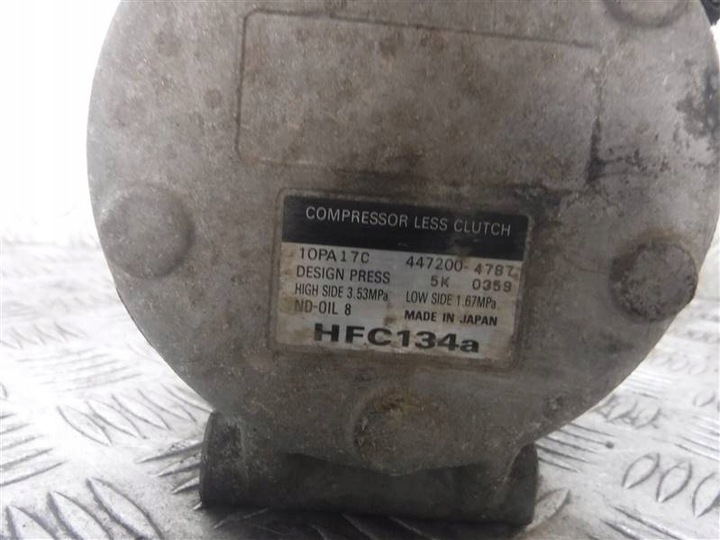 COMPRESSOR LESS CLUTCH
10PA17C 447200-4787
DESIGN PRESS 5K 0359
HIGH SIDE 3.53MPa LOW SIDE 1.67MPa
ND-OIL 8 MADE IN JAPAN
HFC134a